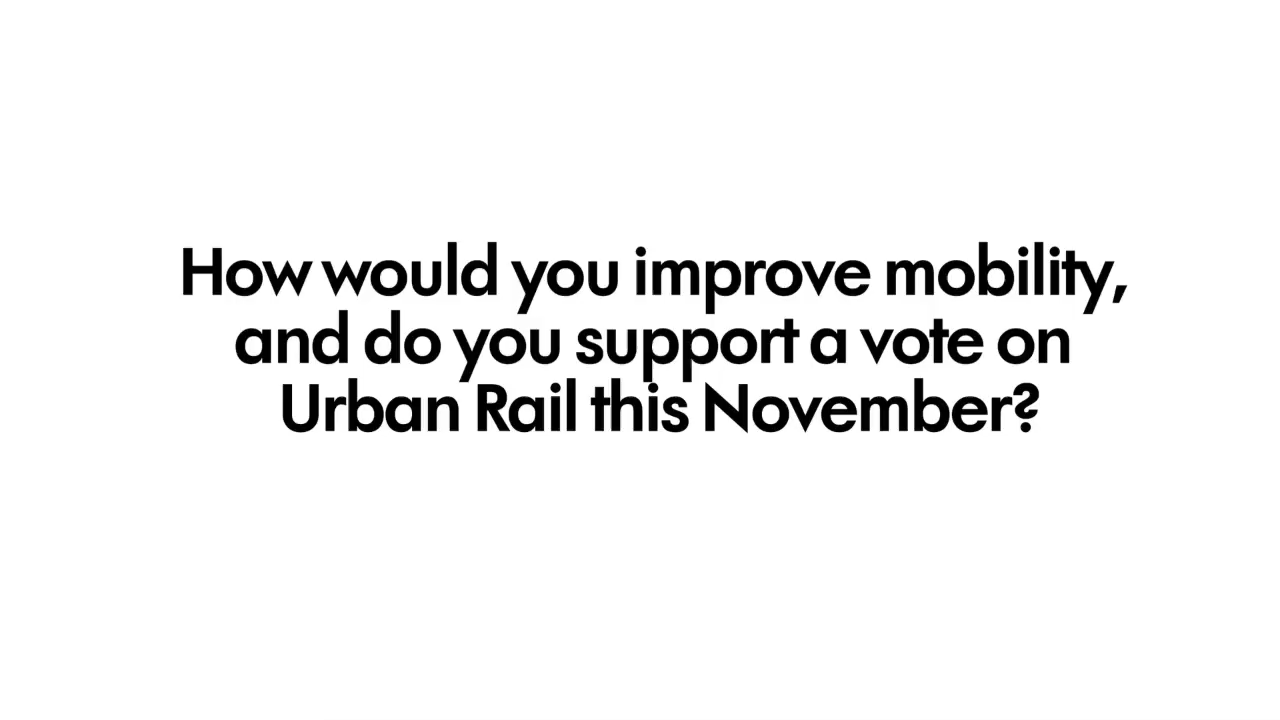 How would you improve mobility,
and do you support a vote on
Urban Rail this November?